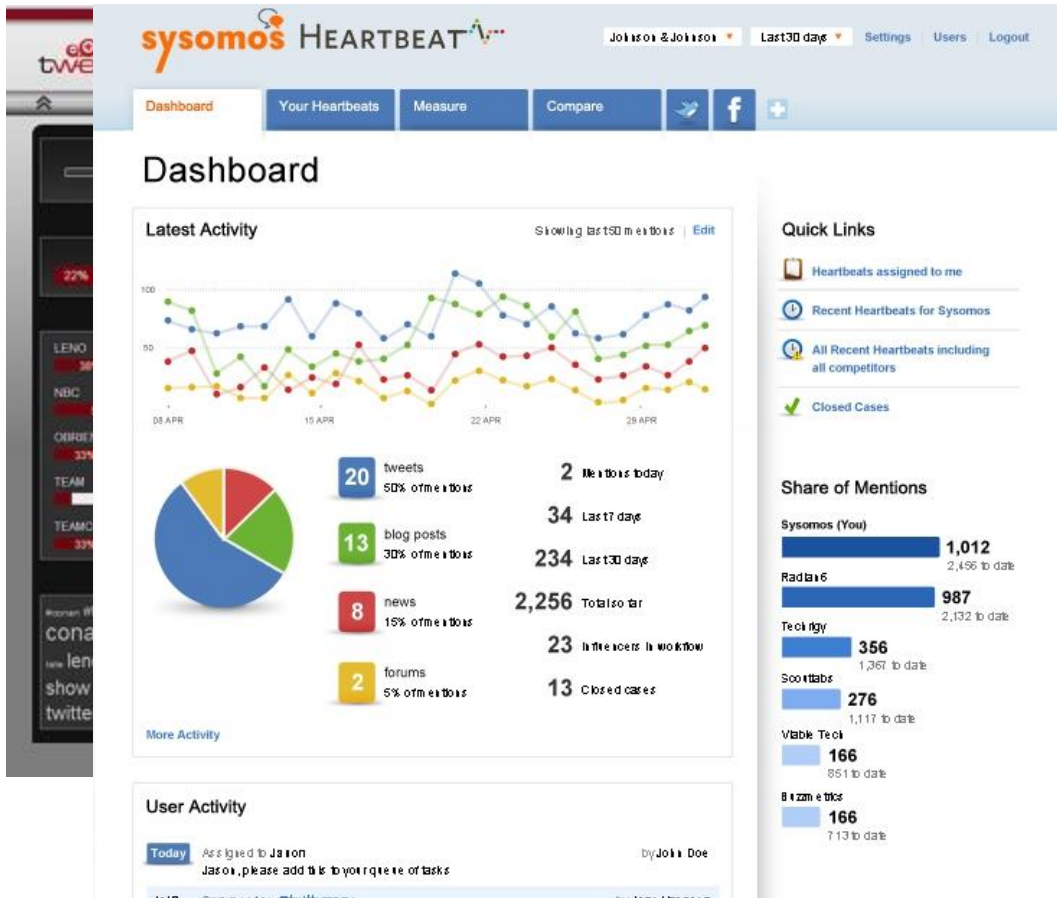 sysomos HEARTBEAT
Johnson & Johnson
Last 30 days
Settings
Users
Logout
Dashboard
Your Heartbeats
Measure
Compare
Dashboard
Latest Activity
Showing last 50 mentions | Edit
100
50
08 APR
15 APR
22 APR
29 APR
20 tweets
50% of mentions
13 blog posts
30% of mentions
8 news
15% of mentions
2 forums
5% of mentions
2 Mentions today
34 Last 7 days
234 Last 30 days
2,256 Total so far
23 Influencers in workflow
13 Closed cases
More Activity
User Activity
Today
Assigned to Jason
by John Doe
Jason, please add this to your queue of tasks
Quick Links
Heartbeats assigned to me
Recent Heartbeats for Sysomos
All Recent Heartbeats including
all competitors
Closed Cases
Share of Mentions
Sysomos (You)
1,012
2,456 to date
Radian6
987
2,132 to date
Techrigy
356
1,367 to date
Scoutlabs
276
1,117 to date
Viable Tech
166
851 to date
Buzzmetrics
166
713 to date
22%
LENO
NBC
33%
TEAM
33%
show